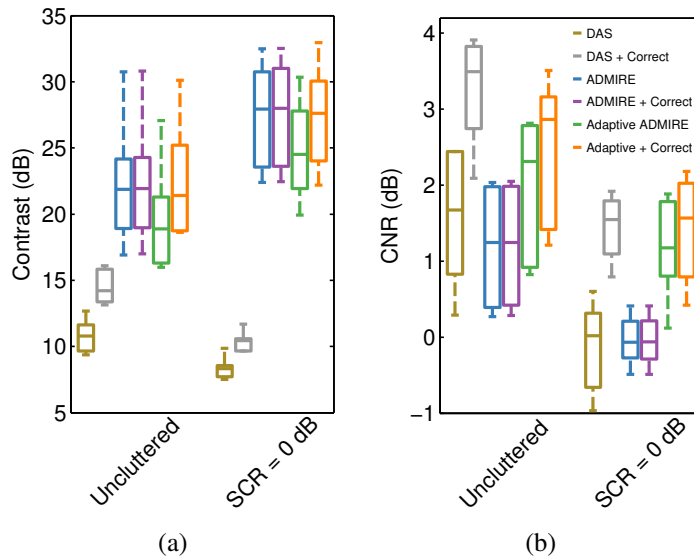 35
30
25
20
15
10
5
Contrast (dB)
Uncluttered
SCR = 0 dB
(a)
4
3
2
1
0
−1
CNR (dB)
DAS
DAS + Correct
ADMIRE
ADMIRE + Correct
Adaptive ADMIRE
Adaptive + Correct
Uncluttered
SCR = 0 dB
(b)